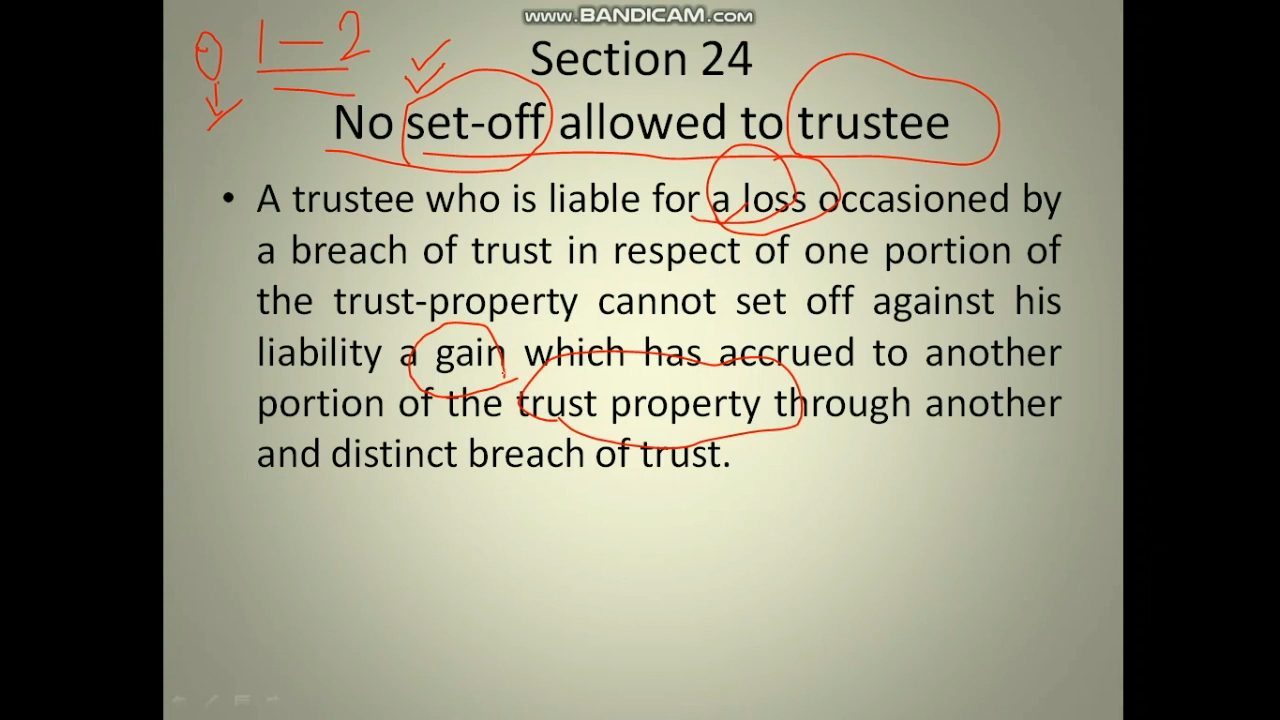 www.BANDICAM.com
1 – 2
Section 24
No set-off allowed to trustee
• A trustee who is liable for a loss occasioned by
a breach of trust in respect of one portion of
the trust-property cannot set off against his
liability a gain which has accrued to another
portion of the trust property through another
and distinct breach of trust.